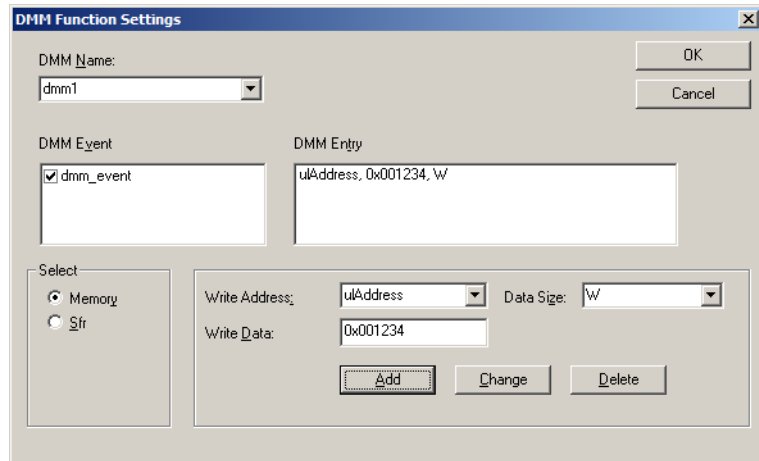 DMM Function Settings
DMM Name:
dmm1
OK
Cancel
DMM Event
DMM Entry
dmm_event
ulAddress, 0x001234, W
Select
Memory
Sfr
Write Address:
ulAddress
Data Size:
W
Write Data:
0x001234
Add
Change
Delete